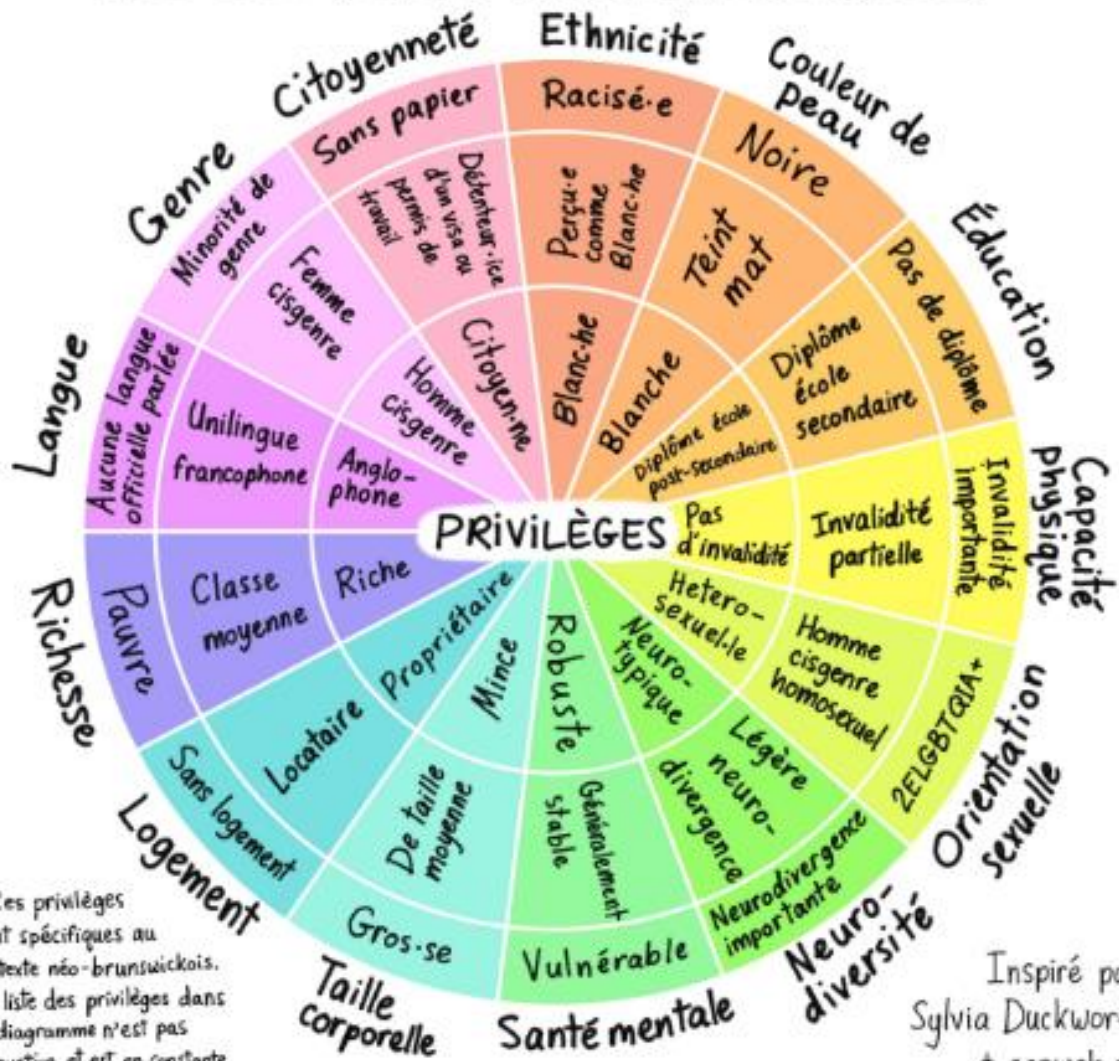 Ethnicité
Racisé·e
Perçu·e
comme
Blanc·he
Blanc·he
Couleur de
peau
Noire
Teint
mat
Blanche
Éducation
Pas de diplôme
Diplôme
école
secondaire
Diplôme école
post-secondaire
Capacité
physique
Invalidité
importante
Invalidité
partielle
Pas
d'invalidité
Orientation
sexuelle
2ELGBTQIA+
Homme
cisgenre
homosexuel
Hetero-
sexuel·le
Neuro-
diversité
Neurodivergence
importante
Légère
neuro-
divergence
Neuro-
typique
Santé mentale
Vulnérable
Généralement
stable
Robuste
Taille
corporelle
Gros·se
De taille
moyenne
Mince
Logement
Sans logement
Locataire
Propriétaire
Richesse
Pauvre
Classe
moyenne
Riche
Langue
Aucune langue
officielle parlée
Unilingue
francophone
Anglo-
phone
Genre
Minorité de
genre
Femme
cisgenre
Homme
cisgenre
Citoyenneté
Sans papier
Détenteur·ice
d'un visa ou
permis de
travail
Citoyen·ne
PRIVILÈGES
privilèges
spécifiques au
néo-brunswickois.
liste des privilèges dans
diagramme n'est pas
et est en constante
Inspiré
Sylvia